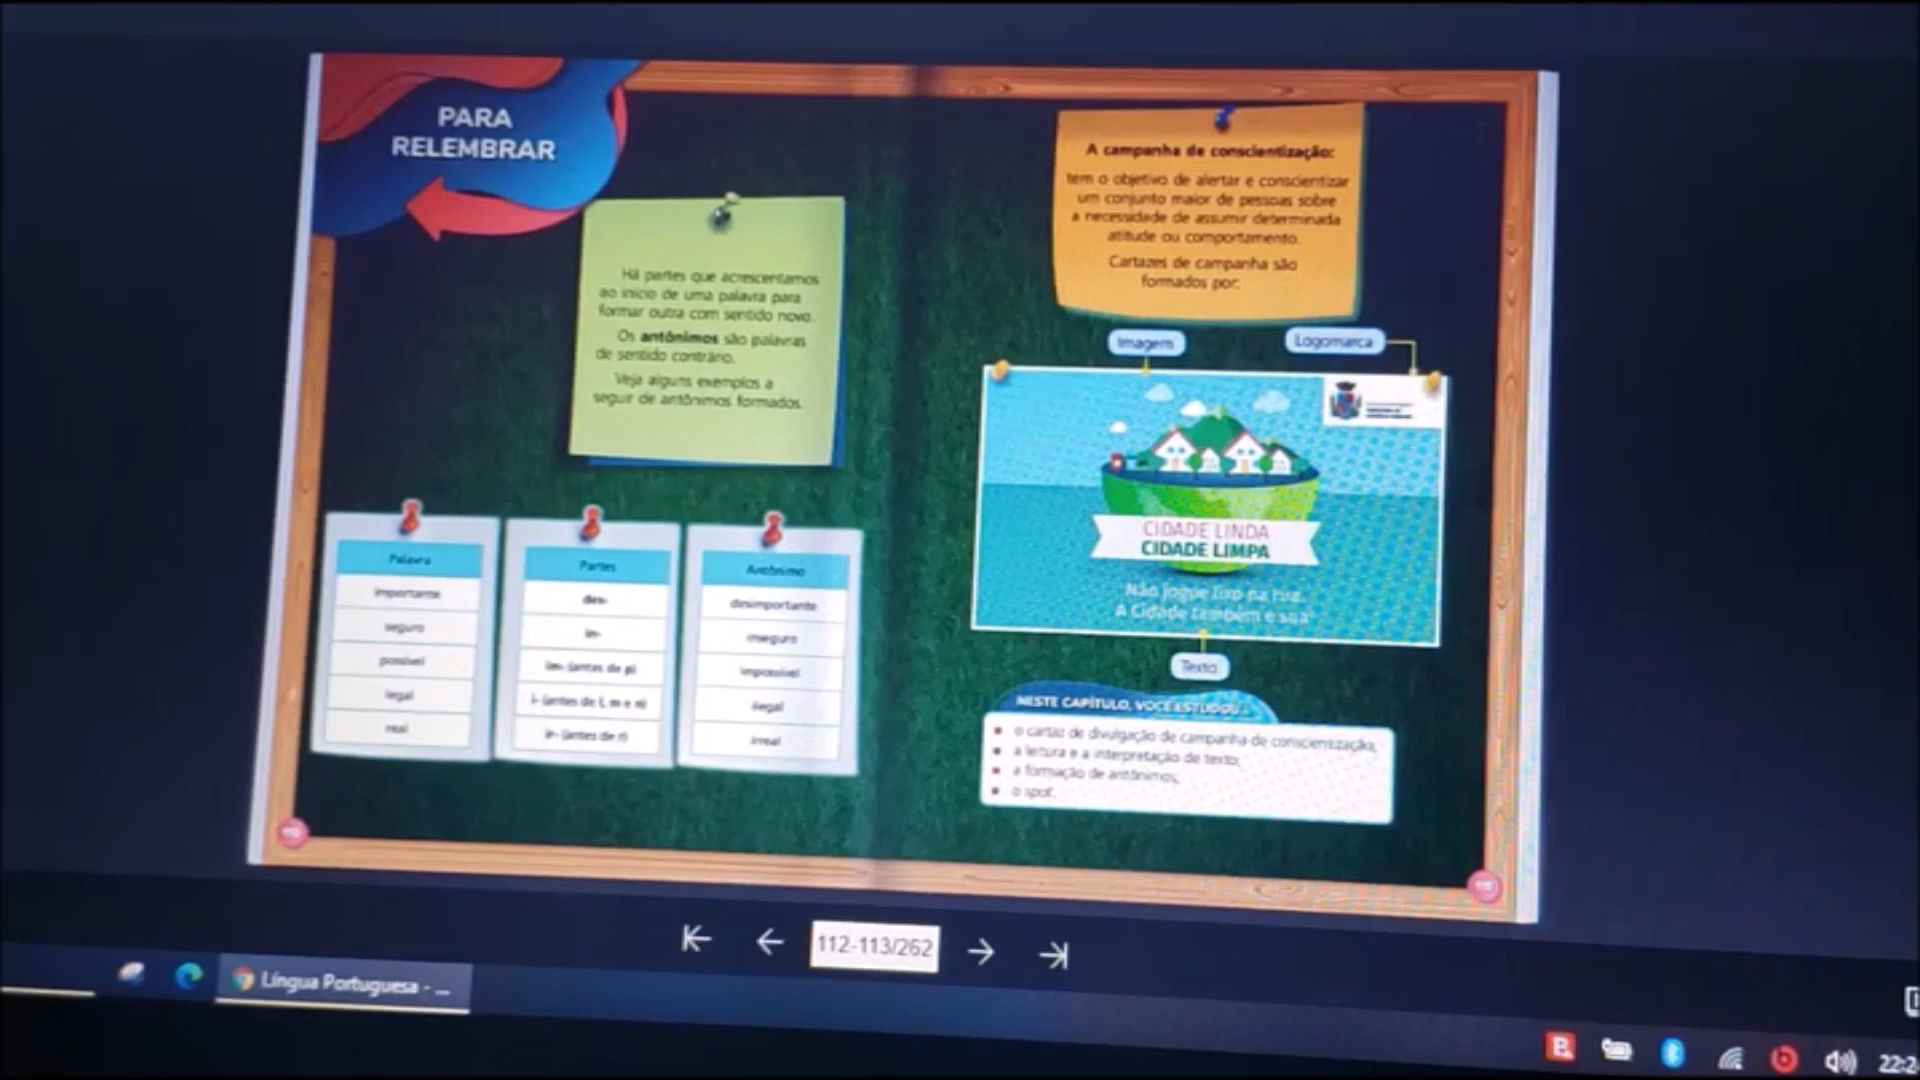 PARA
RELEMBRAR
Há partes que acrescentamos
ao início de uma palavra para
formar outra com sentido novo.
Os antônimos são palavras
de sentido contrário.
Veja alguns exemplos a
seguir de antônimos formados.
Palavra
importante
seguro
possível
legal
real
Partes
des-
in-
im- (antes de p)
i- (antes de l, m e n)
ir- (antes de r)
Antônimo
desimportante
inseguro
impossível
ilegal
irreal
A campanha de conscientização:
tem o objetivo de alertar e conscientizar
um conjunto maior de pessoas sobre
a necessidade de assumir determinada
atitude ou comportamento.
Cartazes de campanha são
formados por:
Imagem
Logomarca
CIDADE LINDA
CIDADE LIMPA
Não jogue lixo na rua.
A Cidade também é sua!
Texto
NESTE CAPÍTULO, VOCÊ ESTUDOU...
o cartaz de divulgação de campanha de conscientização;
a leitura e a interpretação de texto;
a formação de antônimos;
o spot.
112-113/262
Língua Portuguesa - ...